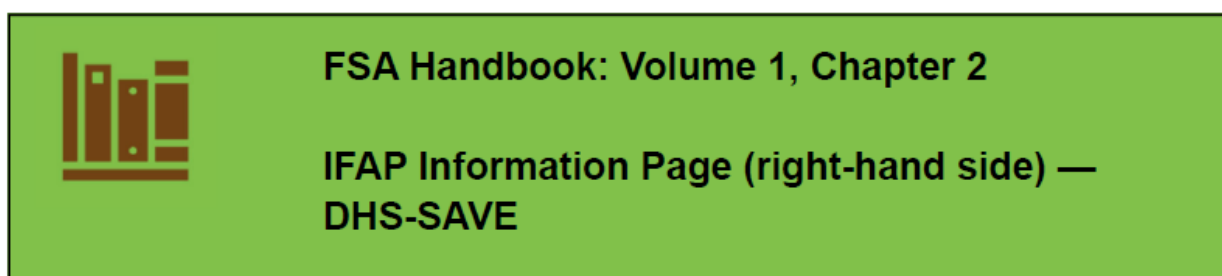 FSA Handbook: Volume 1, Chapter 2
IFAP Information Page (right-hand side) —
DHS-SAVE